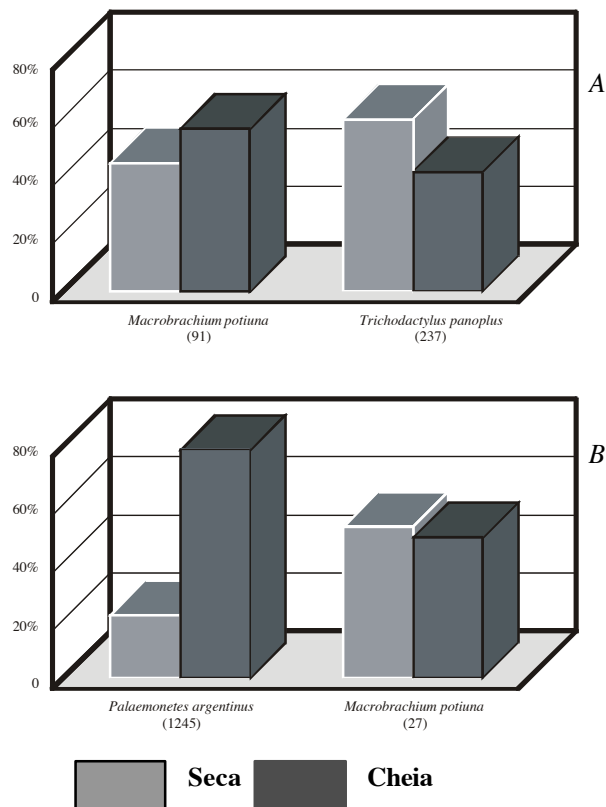 80%
60%
40%
20%
0
A
Macrobrachium potiuna
(91)
Trichodactylus panoplus
(237)
80%
60%
40%
20%
0
B
Palaemonetes argentinus
(1245)
Macrobrachium potiuna
(27)
Seca
Cheia